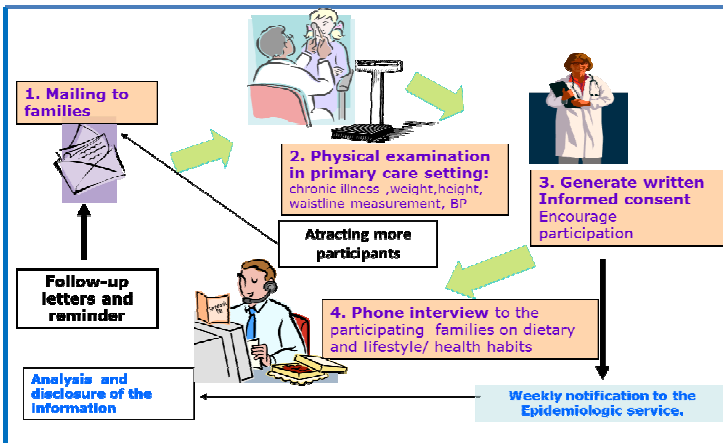 1. Mailing to
families
2. Physical examination
in primary care setting:
chronic illness ,weight,height,
waistline measurement, BP
3. Generate written
Informed consent
Encourage
participation
Atracting more
participants
Follow-up
letters and
reminder
4. Phone interview to the
participating families on dietary
and lifestyle/ health habits
Analysis and
disclosure of the
information
Weekly notification to the
Epidemiologic service.